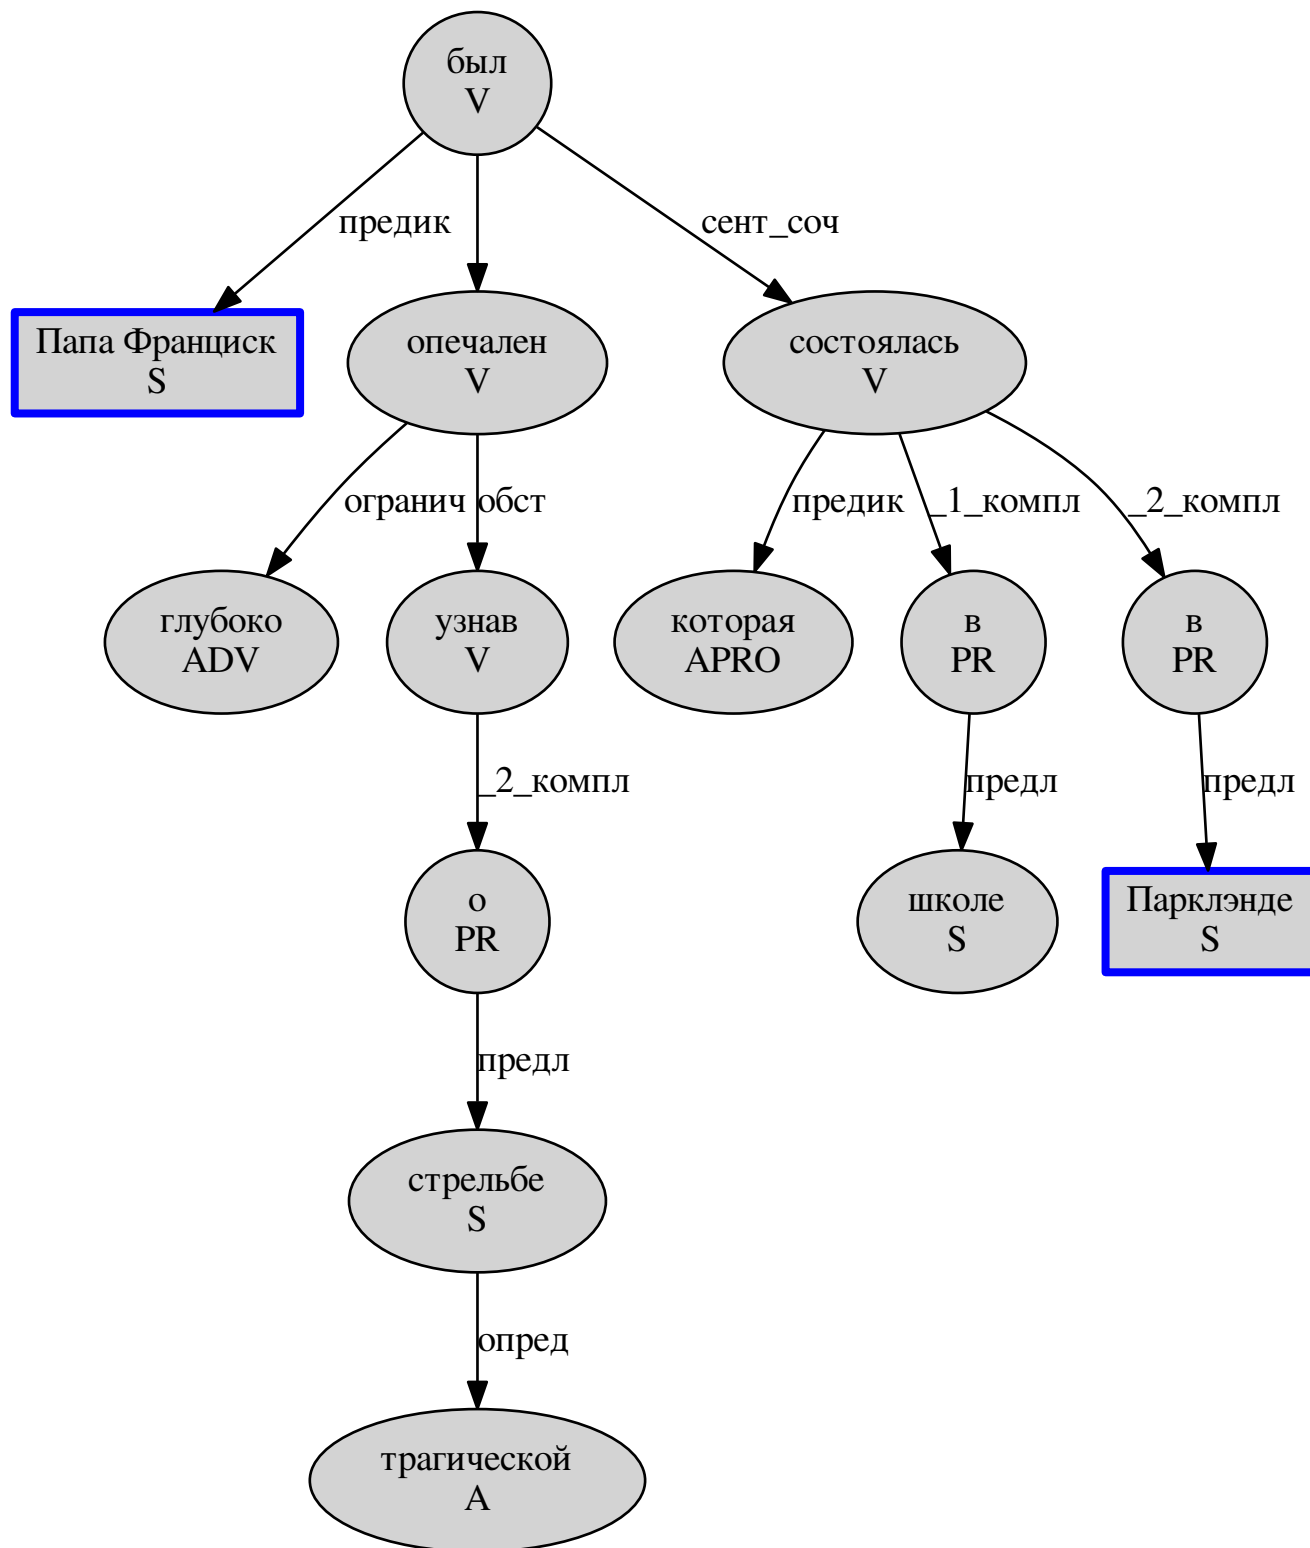 был
V
предик
сент_соч
Папа Франциск
S
опечален
V
состоялась
V
огранич
обст
предик
_1_компл
_2_компл
глубоко
ADV
узнав
V
которая
APRO
в
PR
в
PR
_2_компл
предл
предл
о
PR
школе
S
Парклэнде
S
предл
стрельбе
S
опред
трагической
A